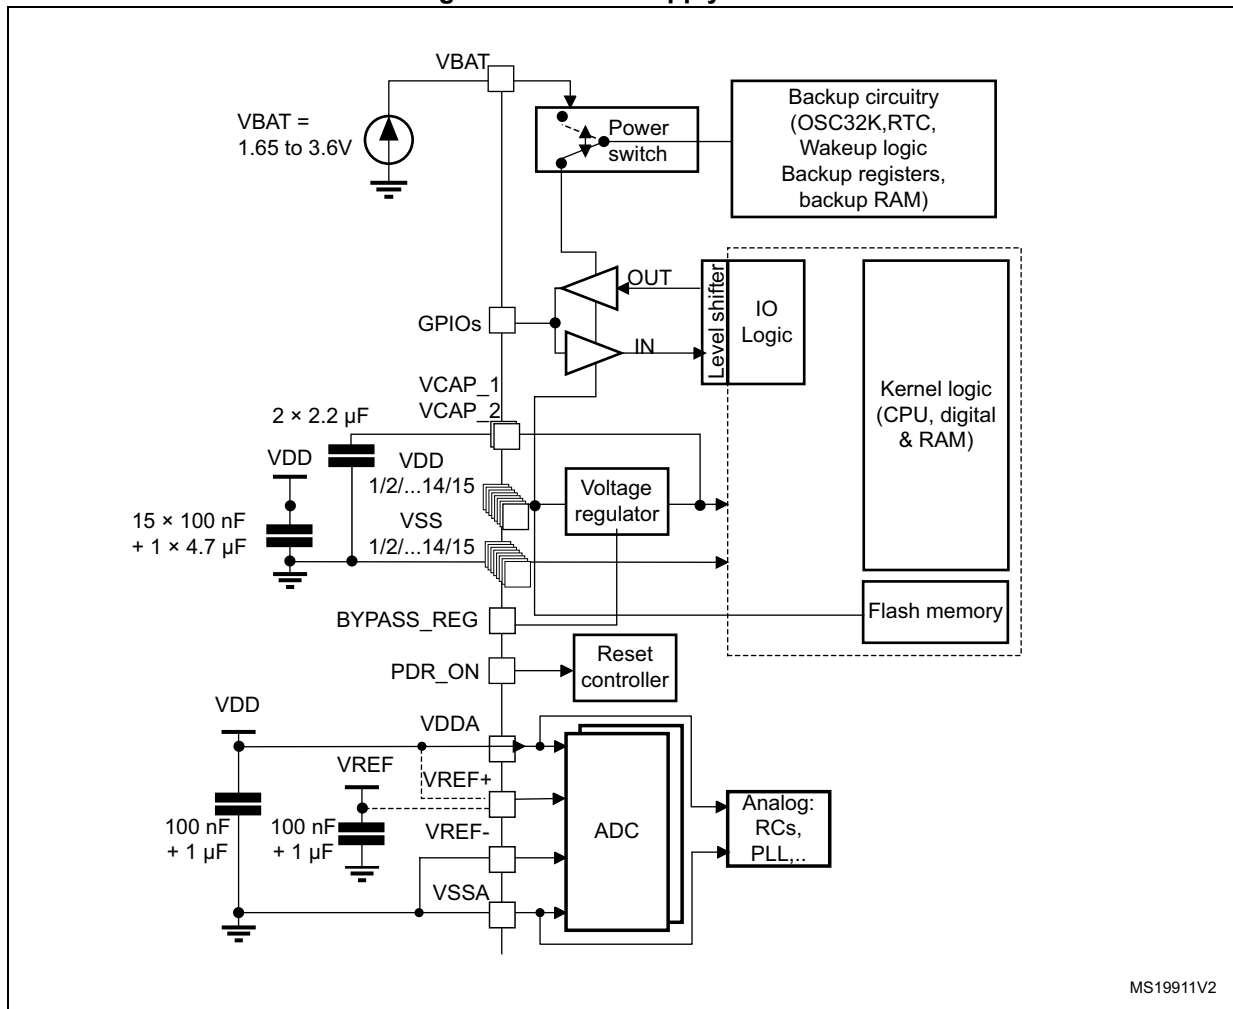 VBAT
VBAT =
1.65 to 3.6V
Power
switch
Backup circuitry
(OSC32K,RTC,
Wakeup logic
Backup registers,
backup RAM)
OUT
Level shifter
IO
Logic
GPIOs
IN
Kernel logic
(CPU, digital
& RAM)
VCAP_1
VCAP_2
2 × 2.2 µF
VDD
VDD
1/2/...14/15
Voltage
regulator
15 × 100 nF
+ 1 × 4.7 µF
VSS
1/2/...14/15
Flash memory
BYPASS_REG
PDR_ON
Reset
controller
VDD
VDDA
VREF
VREF+
100 nF
+ 1 µF
100 nF
+ 1 µF
VREF-
ADC
Analog:
RCs,
PLL,..
VSSA
MS19911V2